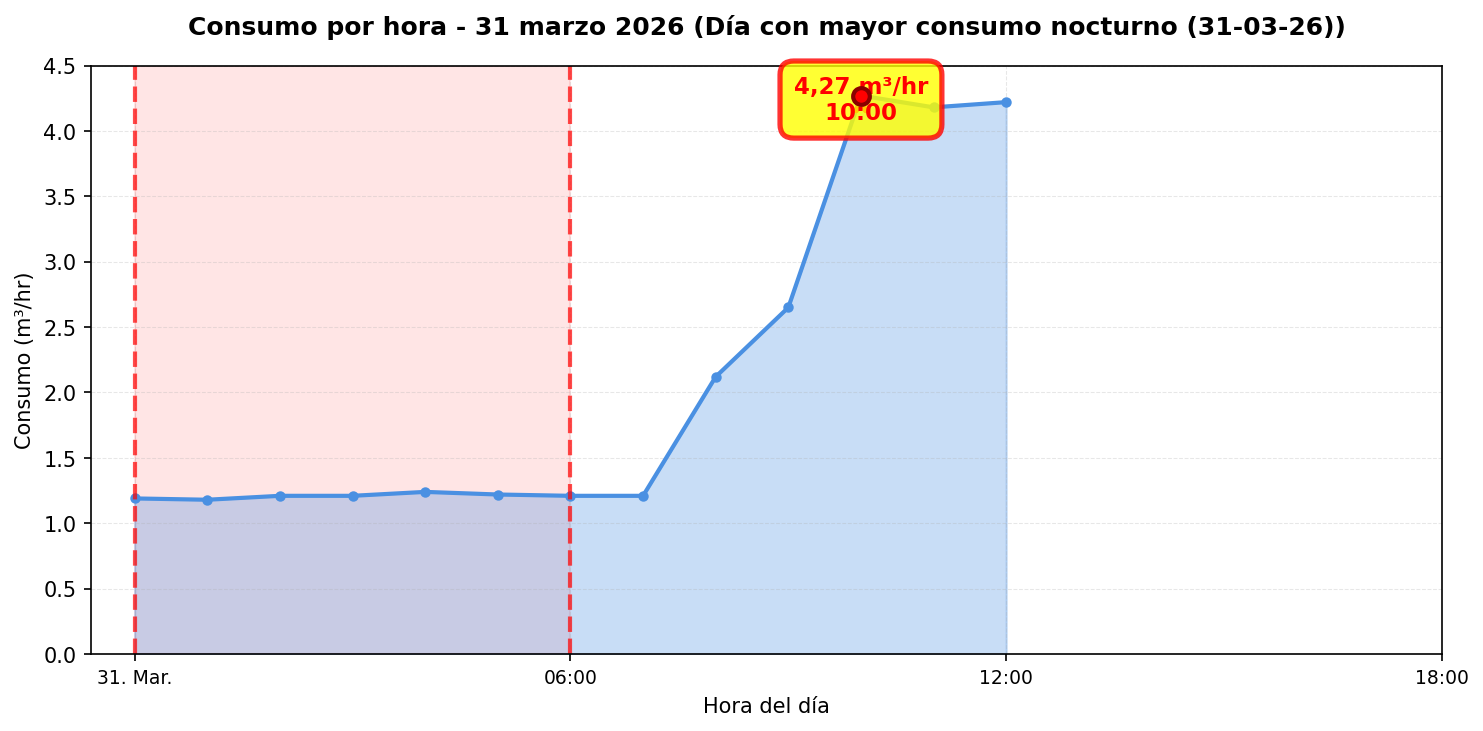 Consumo por hora - 31 marzo 2026 (Día con mayor consumo nocturno (31-03-26))
4,27 m³/hr
10:00
Consumo (m³/hr)
4.5
4.0
3.5
3.0
2.5
2.0
1.5
1.0
0.5
0.0
31. Mar.
06:00
12:00
18:00
Hora del día